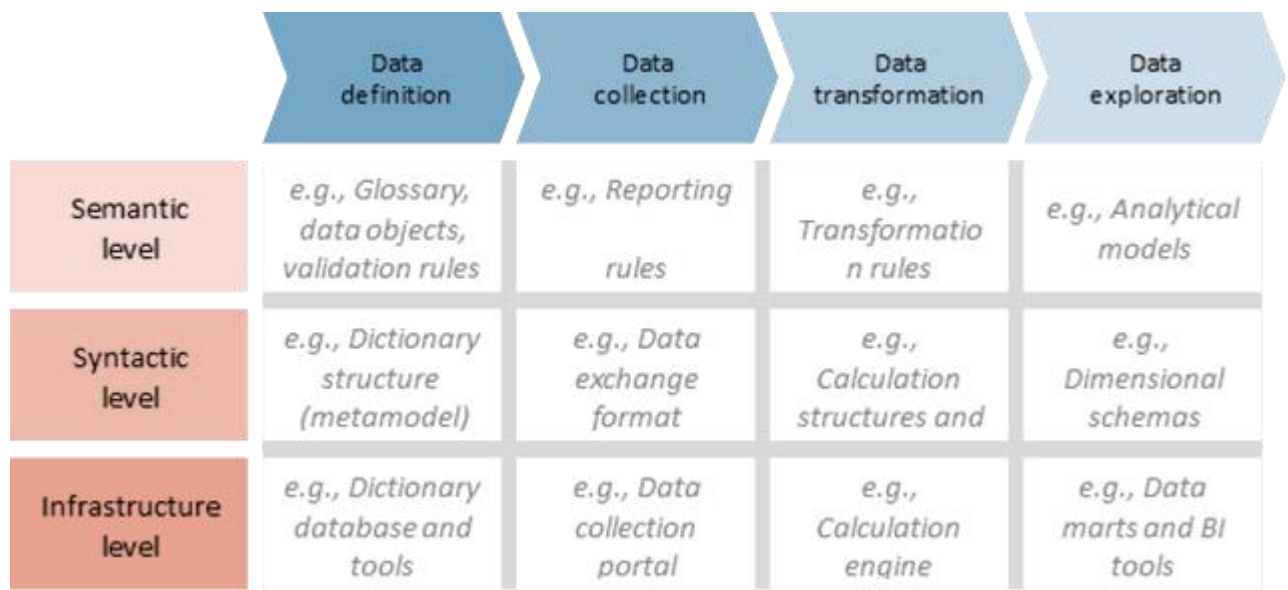 Data
definition
Data
collection
Data
transformation
Data
exploration
Semantic
level
e.g., Glossary,
data objects,
validation rules
e.g., Reporting
rules
e.g.,
Transformatio
n rules
e.g., Analytical
models
Syntactic
level
e.g., Dictionary
structure
(metamodel)
e.g., Data
exchange
format
e.g.,
Calculation
structures and
e.g.,
Dimensional
schemas
Infrastructure
level
e.g., Dictionary
database and
tools
e.g., Data
collection
portal
e.g.,
Calculation
engine
e.g., Data
marts and BI
tools